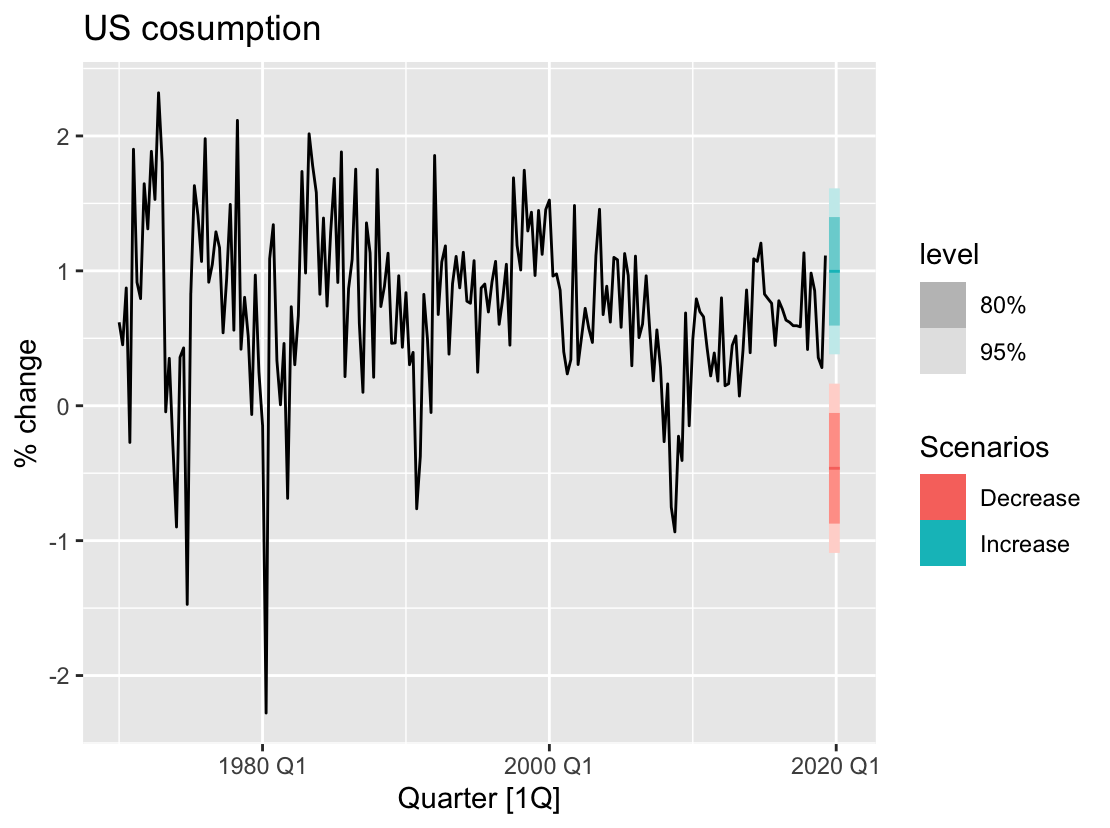 US cosumption
% change
2
1
0
-1
-2
1980 Q1
2000 Q1
2020 Q1
Quarter [1Q]
level
80%
95%
Scenarios
Decrease
Increase